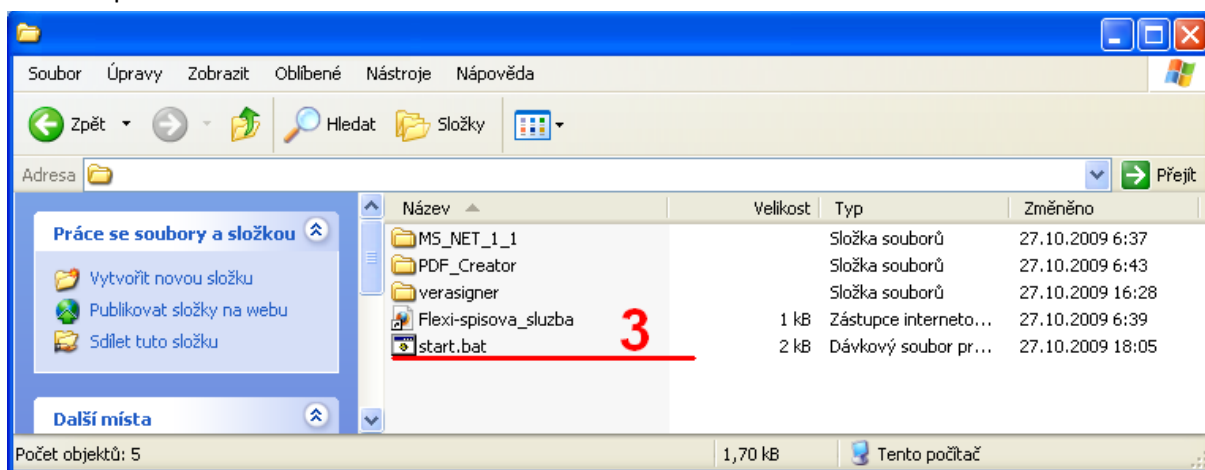 Soubor Úpravy Zobrazit Oblíbené Nástroje Nápověda
Zpět Hledat Složky
Adresa Přejít
Práce se soubory a složkou
Vytvořit novou složku
Publikovat složky na webu
Sdílet tuto složku
Další místa
Název Velikost Typ Změněno
MS_NET_1_1 Složka souborů 27.10.2009 6:37
PDF_Creator Složka souborů 27.10.2009 6:43
verasigner Složka souborů 27.10.2009 16:28
Flexi-spisova_sluzba 1 kB Zástupce interneto... 27.10.2009 6:39
start.bat 3 2 kB Dávkový soubor pr... 27.10.2009 18:05
Počet objektů: 5 1,70 kB Tento počítač